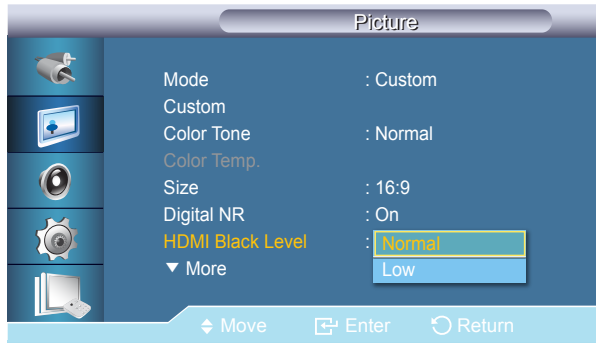 Picture
Mode : Custom
Custom
Color Tone : Normal
Color Temp.
Size : 16:9
Digital NR : On
HDMI Black Level : Normal
Low
▼ More
Move Enter Return